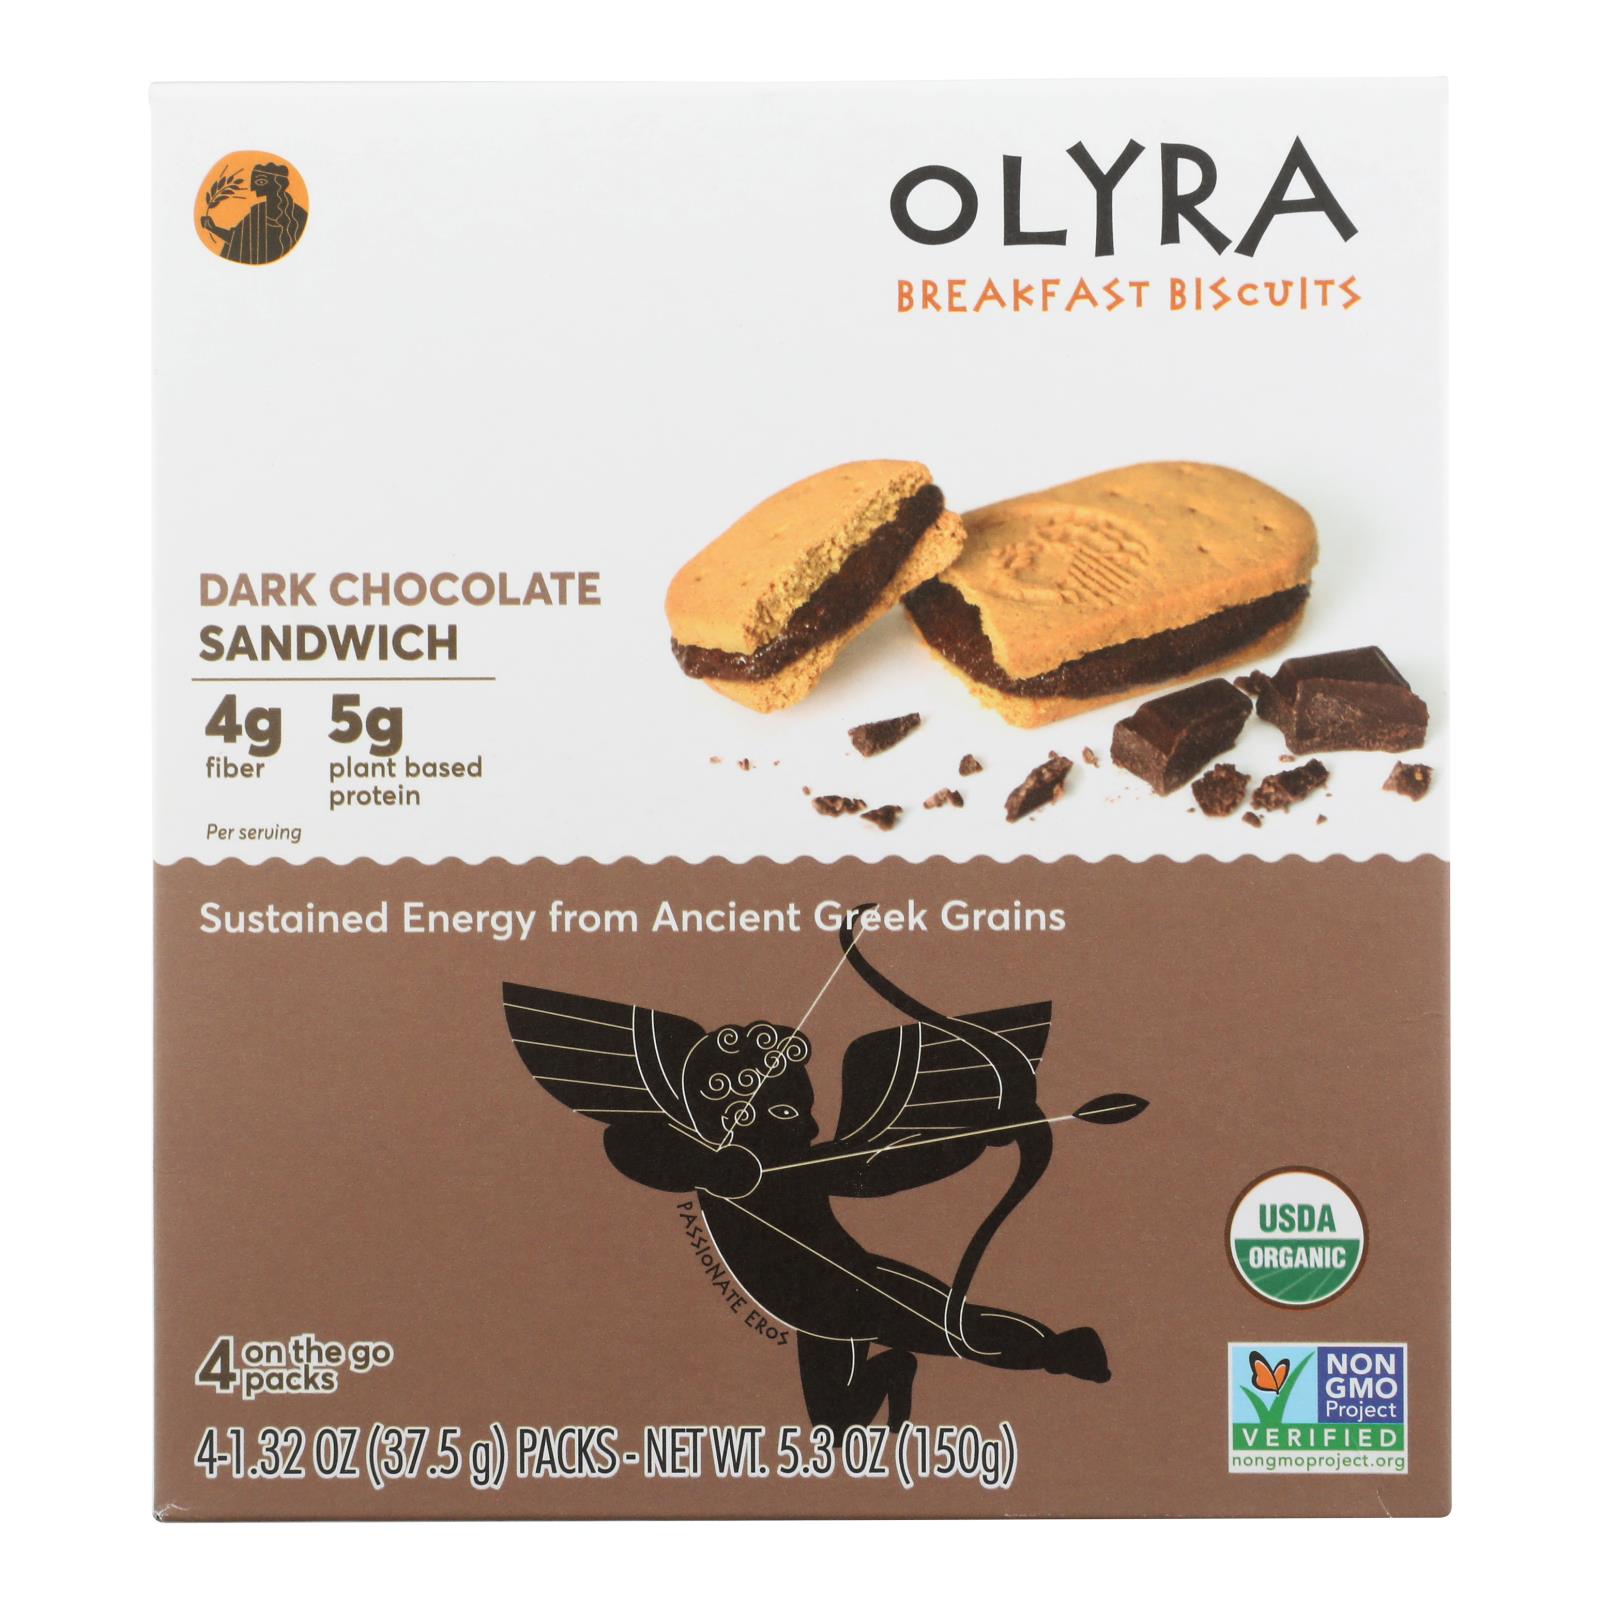 OLYRA
BREAKFAST BISCUITS
DARK CHOCOLATE
SANDWICH
4g
fiber
5g
plant based
protein
Per serving
Sustained Energy from Ancient Greek Grains
PASSIONATE EROS
USDA
ORGANIC
4 on the go
packs
NON
GMO
Project
VERIFIED
nongmoproject.org
4-1.32 OZ (37.5 g) PACKS - NET WT. 5.3 OZ (150g)